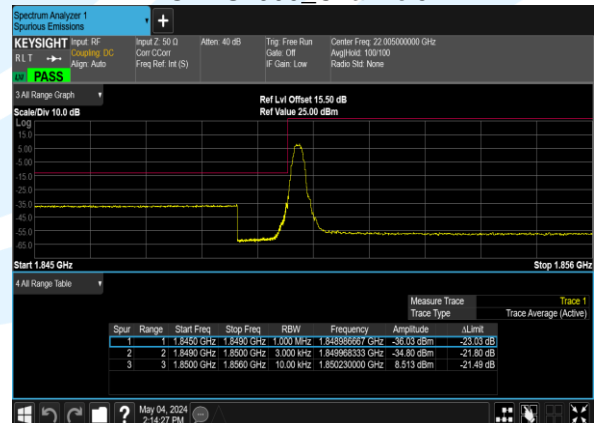 Spectrum Analyzer 1
Spurious Emissions
KEYSIGHT Input: RF Input Z: 50 Ω Atten: 40 dB Trig: Free Run Center Freq: 22.005000000 GHz
RLT Coupling: DC Corr CCorr Gate: Off Avg|Hold: 100/100
Align: Auto Freq Ref: Int (S) IF Gain: Low Radio Std: None
LV PASS
3 All Range Graph
Ref Lvl Offset 15.50 dB
Scale/Div 10.0 dB Ref Value 25.00 dBm
Log
15.0
5.00
-5.00
-15.0
-25.0
-35.0
-45.0
-55.0
-65.0
Start 1.845 GHz Stop 1.856 GHz
4 All Range Table
Measure Trace Trace 1
Trace Type Trace Average (Active)
Spur Range Start Freq Stop Freq RBW Frequency Amplitude ΔLimit
1 1 1.8450 GHz 1.8490 GHz 1.000 MHz 1.848986667 GHz -36.03 dBm -23.03 dB
2 2 1.8490 GHz 1.8500 GHz 3.000 kHz 1.849968333 GHz -34.80 dBm -21.80 dB
3 3 1.8500 GHz 1.8560 GHz 10.00 kHz 1.850230000 GHz 8.513 dBm -21.49 dB
? May 04, 2024
2:14:27 PM